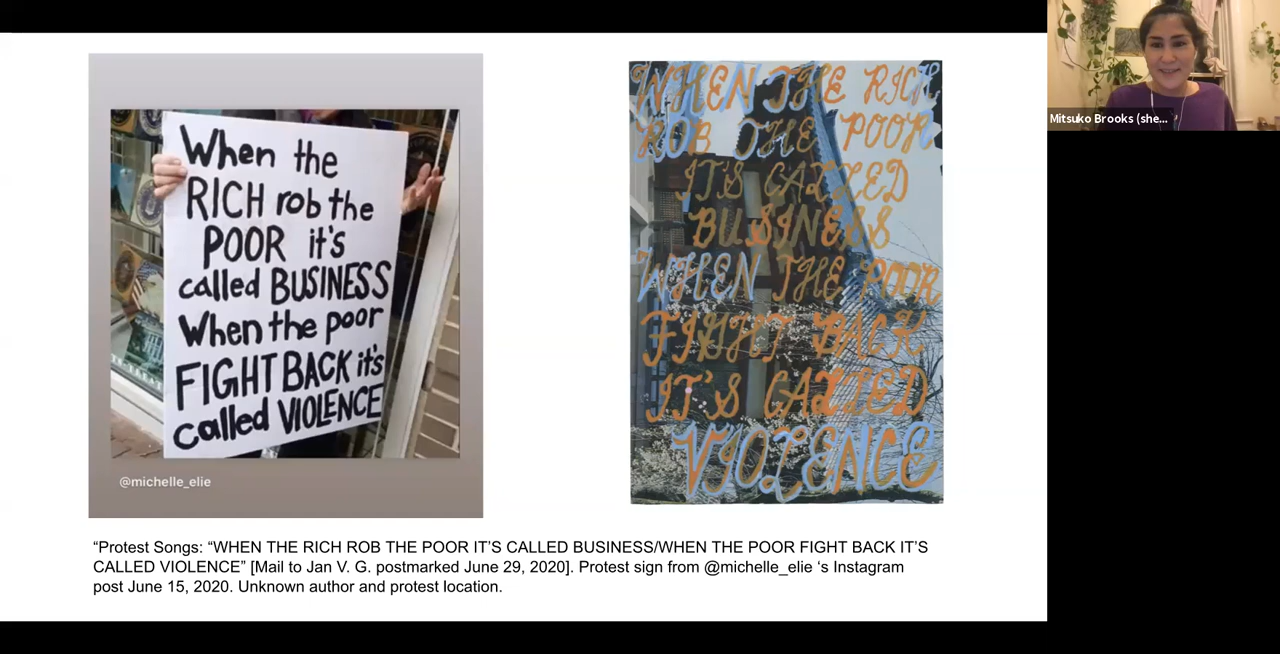 When the
RICH rob the
POOR it's
called BUSINESS
When the poor
FIGHT BACK it's
called VIOLENCE
@michelle_elie
WHEN THE RICH
ROB THE POOR
IT'S CALLED
BUSINESS
WHEN THE POOR
FIGHT BACK
IT'S CALLED
VIOLENCE
“Protest Songs: “WHEN THE RICH ROB THE POOR IT’S CALLED BUSINESS/WHEN THE POOR FIGHT BACK IT’S
CALLED VIOLENCE” [Mail to Jan V. G. postmarked June 29, 2020]. Protest sign from @michelle_elie ‘s Instagram
post June 15, 2020. Unknown author and protest location.
Mitsuko Brooks (she...